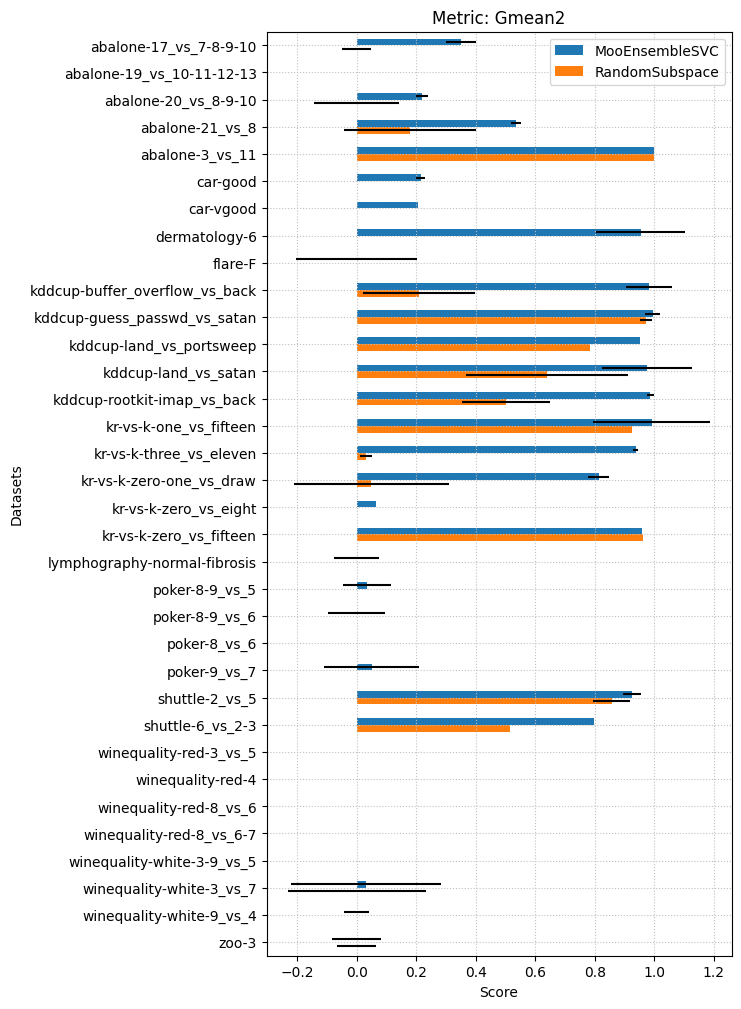 Metric: Gmean2
MooEnsembleSVC
RandomSubspace
abalone-17_vs_7-8-9-10
abalone-19_vs_10-11-12-13
abalone-20_vs_8-9-10
abalone-21_vs_8
abalone-3_vs_11
car-good
car-vgood
dermatology-6
flare-F
kddcup-buffer_overflow_vs_back
kddcup-guess_passwd_vs_satan
kddcup-land_vs_portsweep
kddcup-land_vs_satan
kddcup-rootkit-imap_vs_back
kr-vs-k-one_vs_fifteen
kr-vs-k-three_vs_eleven
kr-vs-k-zero-one_vs_draw
kr-vs-k-zero_vs_eight
kr-vs-k-zero_vs_fifteen
lymphography-normal-fibrosis
poker-8-9_vs_5
poker-8-9_vs_6
poker-8_vs_6
poker-9_vs_7
shuttle-2_vs_5
shuttle-6_vs_2-3
winequality-red-3_vs_5
winequality-red-4
winequality-red-8_vs_6
winequality-red-8_vs_6-7
winequality-white-3-9_vs_5
winequality-white-3_vs_7
winequality-white-9_vs_4
zoo-3
Datasets
−0.2 0.0 0.2 0.4 0.6 0.8 1.0 1.2
Score